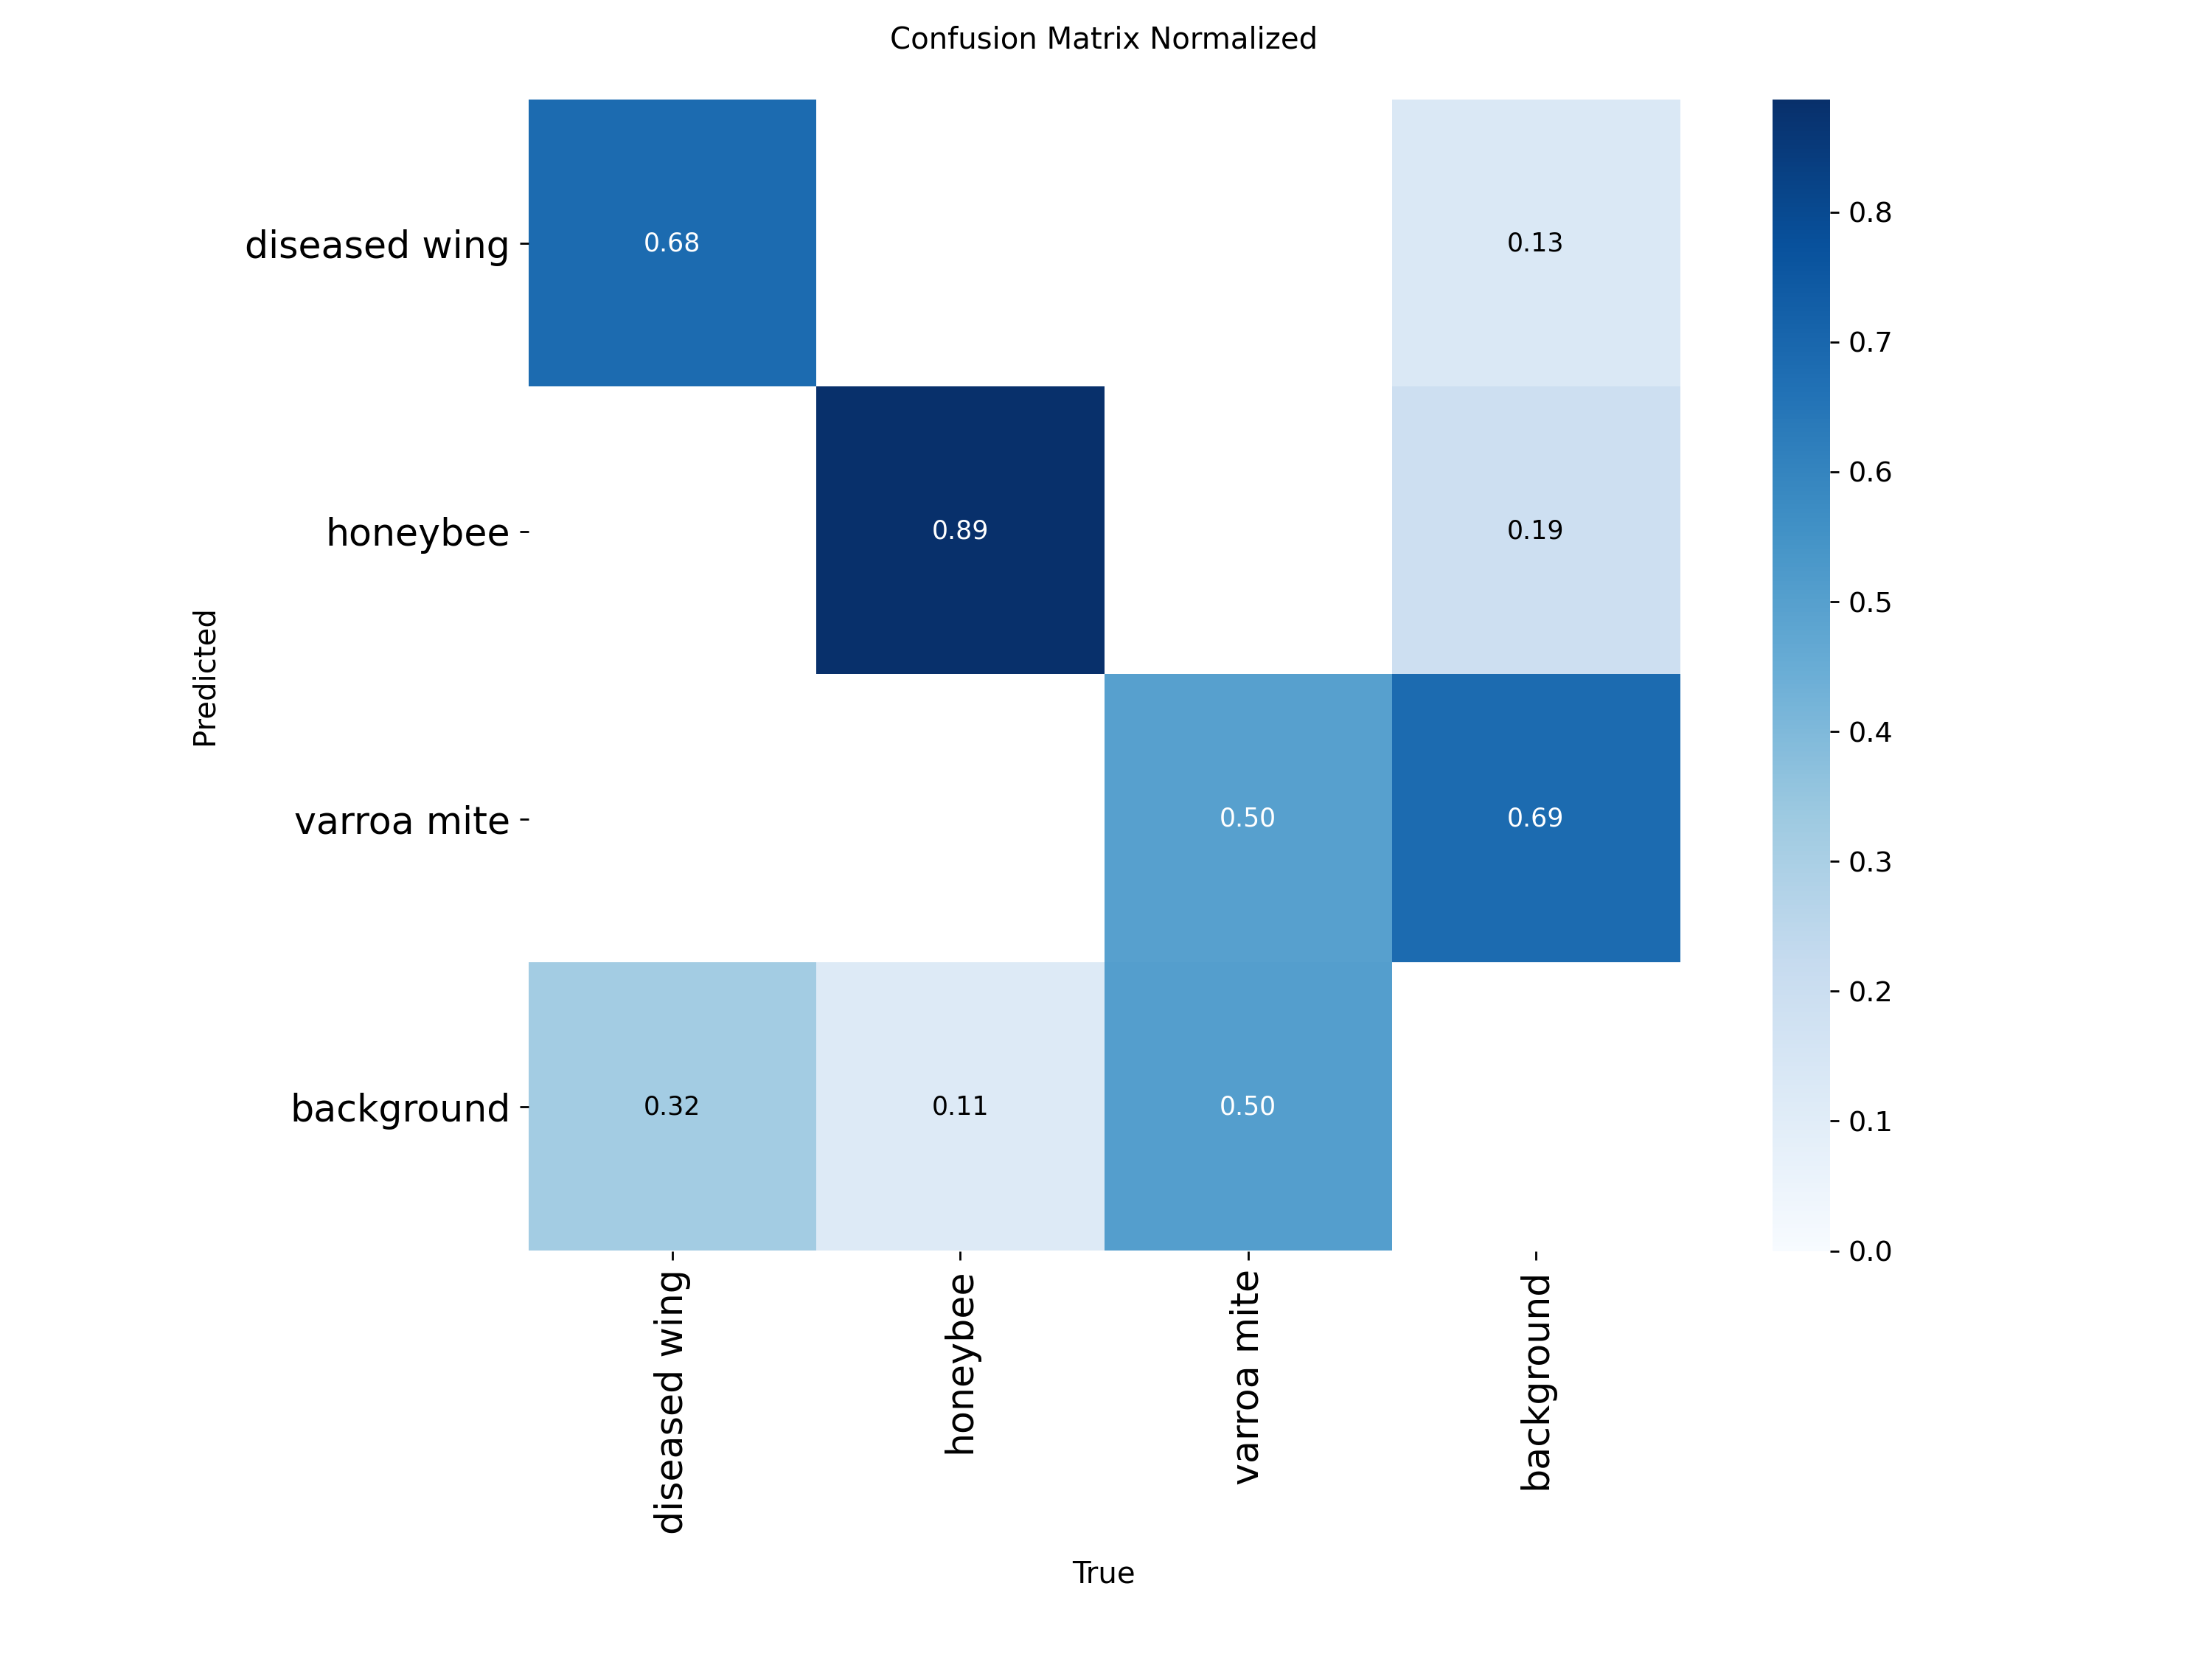 Confusion Matrix Normalized
Predicted
diseased wing
honeybee
varroa mite
background
0.68
0.13
0.89
0.19
0.50
0.69
0.32
0.11
0.50
diseased wing
honeybee
varroa mite
background
True
0.8
0.7
0.6
0.5
0.4
0.3
0.2
0.1
0.0